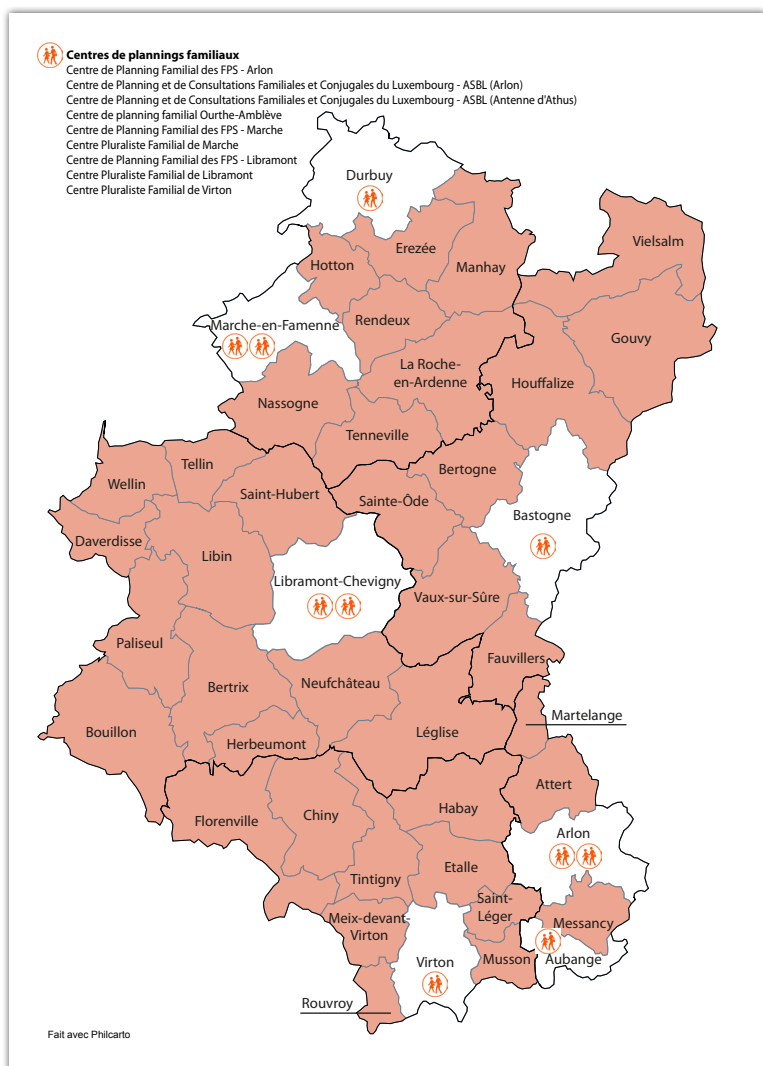 Centres de plannings familiaux
Centre de Planning Familial des FPS - Arlon
Centre de Planning et de Consultations Familiales et Conjugales du Luxembourg - ASBL (Arlon)
Centre de Planning et de Consultations Familiales et Conjugales du Luxembourg - ASBL (Antenne d'Athus)
Centre de planning familial Ourthe-Amblève
Centre de Planning Familial des FPS - Marche
Centre Pluraliste Familial de Marche
Centre de Planning Familial des FPS - Libramont
Centre Pluraliste Familial de Libramont
Centre Pluraliste Familial de Virton
Durbuy
Vielsalm
Erezée
Hotton
Manhay
Marche-en-Famenne
Rendeux
Gouvy
La Roche-
en-Ardenne
Houffalize
Nassogne
Tenneville
Bertogne
Tellin
Wellin
Saint-Hubert
Sainte-Ôde
Bastogne
Daverdisse
Libin
Libramont-Chevigny
Vaux-sur-Sûre
Paliseul
Fauvillers
Bertrix
Neufchâteau
Martelange
Bouillon
Herbeumont
Léglise
Attert
Habay
Florenville
Chiny
Arlon
Etalle
Tintigny
Saint-
Léger
Meix-devant-
Virton
Messancy
Virton
Musson
Aubange
Rouvroy
Fait avec Philcarto